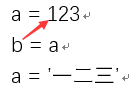 a = 123↵
b = a↵
a = '一二三'↵